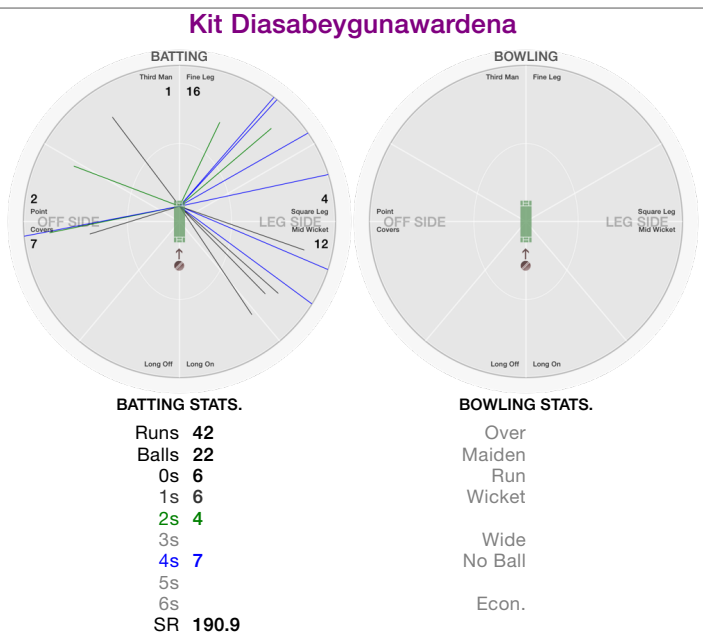 Kit Diasabeygunawardena
BATTING
Third Man Fine Leg
1 16
2
Point
OFF SIDE
Covers
7
4
Square Leg
LEG SIDE
Mid Wicket
12
Long Off Long On
BOWLING
Third Man Fine Leg
Point
OFF SIDE
Covers
Square Leg
LEG SIDE
Mid Wicket
Long Off Long On
BATTING STATS.
Runs 42
Balls 22
0s 6
1s 6
2s 4
3s
4s 7
5s
6s
SR 190.9
BOWLING STATS.
Over
Maiden
Run
Wicket
Wide
No Ball
Econ.